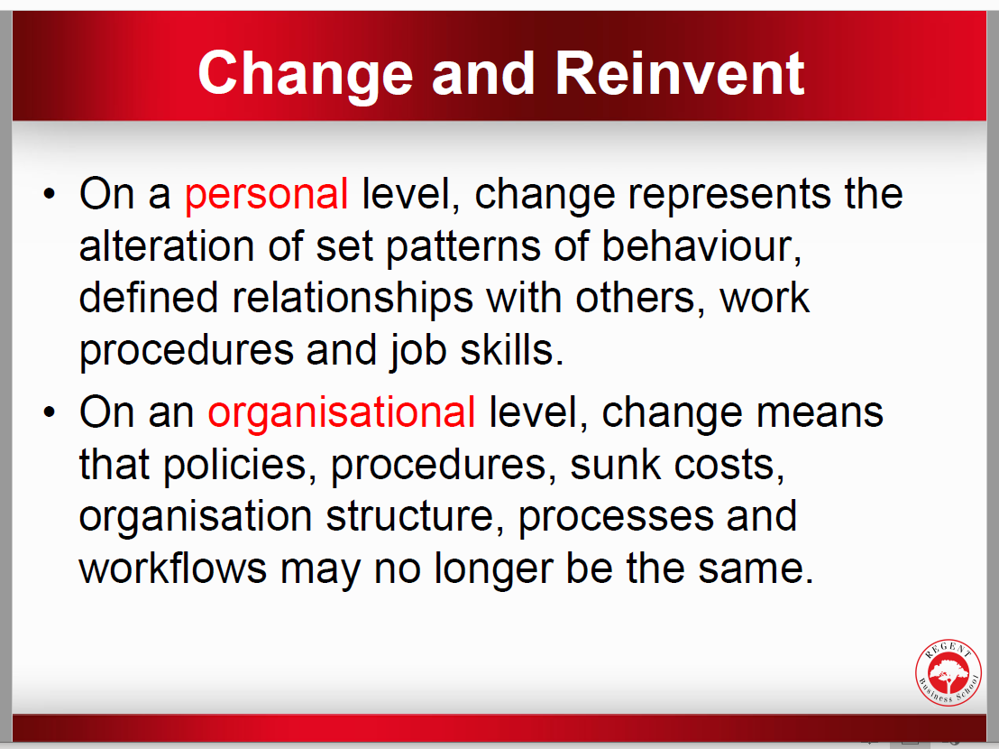 Change and Reinvent
• On a personal level, change represents the
alteration of set patterns of behaviour,
defined relationships with others, work
procedures and job skills.
• On an organisational level, change means
that policies, procedures, sunk costs,
organisation structure, processes and
workflows may no longer be the same.
REGENT
Business School